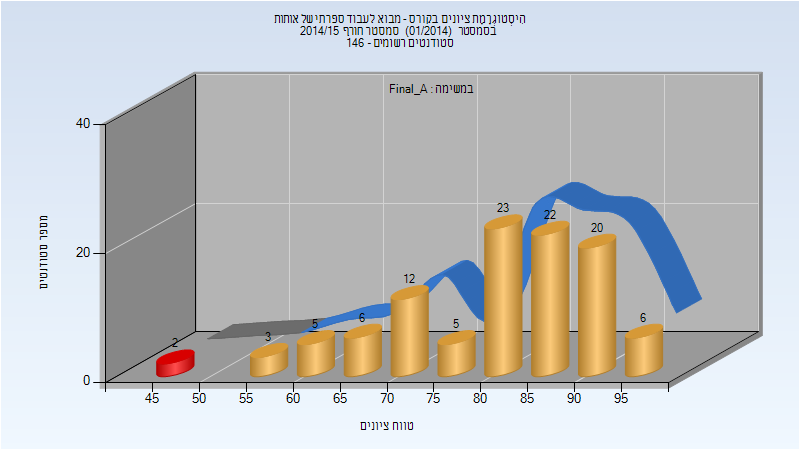 היסטוגרמת ציונים בקורס - מבוא לעבוד ספרתי של אותות
בסמסטר (01/2014) סמסטר חורף 2014/15
סטודנטים רשומים - 146
במשימה : Final_A
מספר סטודנטים
40
20
0
2
3
5
6
12
5
23
22
20
6
45 50 55 60 65 70 75 80 85 90 95
טווח ציונים